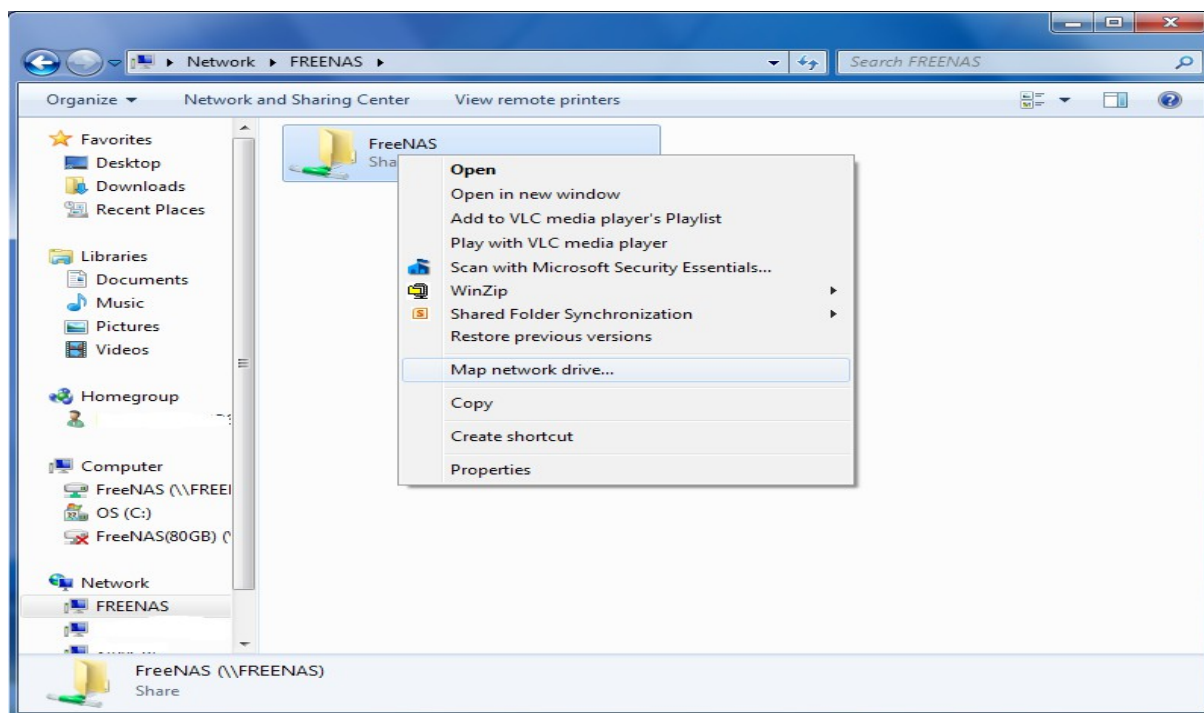 Network ▸ FREENAS ▸
Search FREENAS
Organize
Network and Sharing Center
View remote printers
Favorites
Desktop
Downloads
Recent Places
Libraries
Documents
Music
Pictures
Videos
Homegroup
Computer
FreeNAS (\\FREEI
OS (C:)
FreeNAS(80GB) (
Network
FREENAS
FreeNAS
Sha
Open
Open in new window
Add to VLC media player's Playlist
Play with VLC media player
Scan with Microsoft Security Essentials...
WinZip
Shared Folder Synchronization
Restore previous versions
Map network drive...
Copy
Create shortcut
Properties
FreeNAS (\\FREENAS)
Share